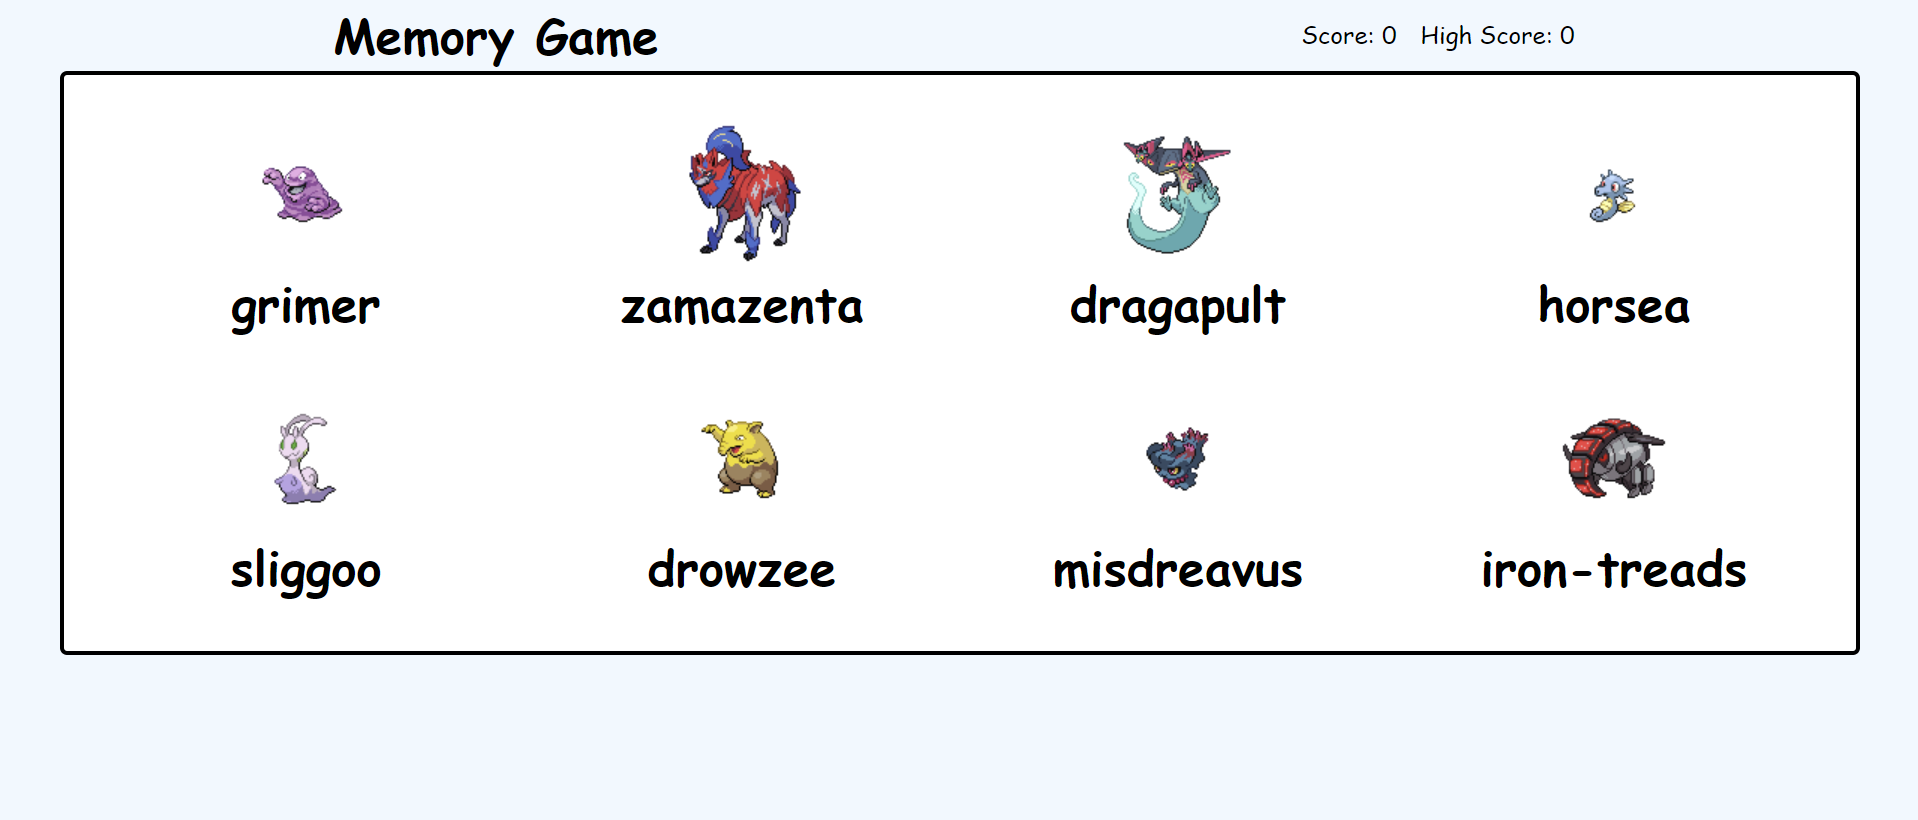 Memory Game
Score: 0 High Score: 0
grimer
zamazenta
dragapult
horsea
sliggoo
drowzee
misdreavus
iron-treads